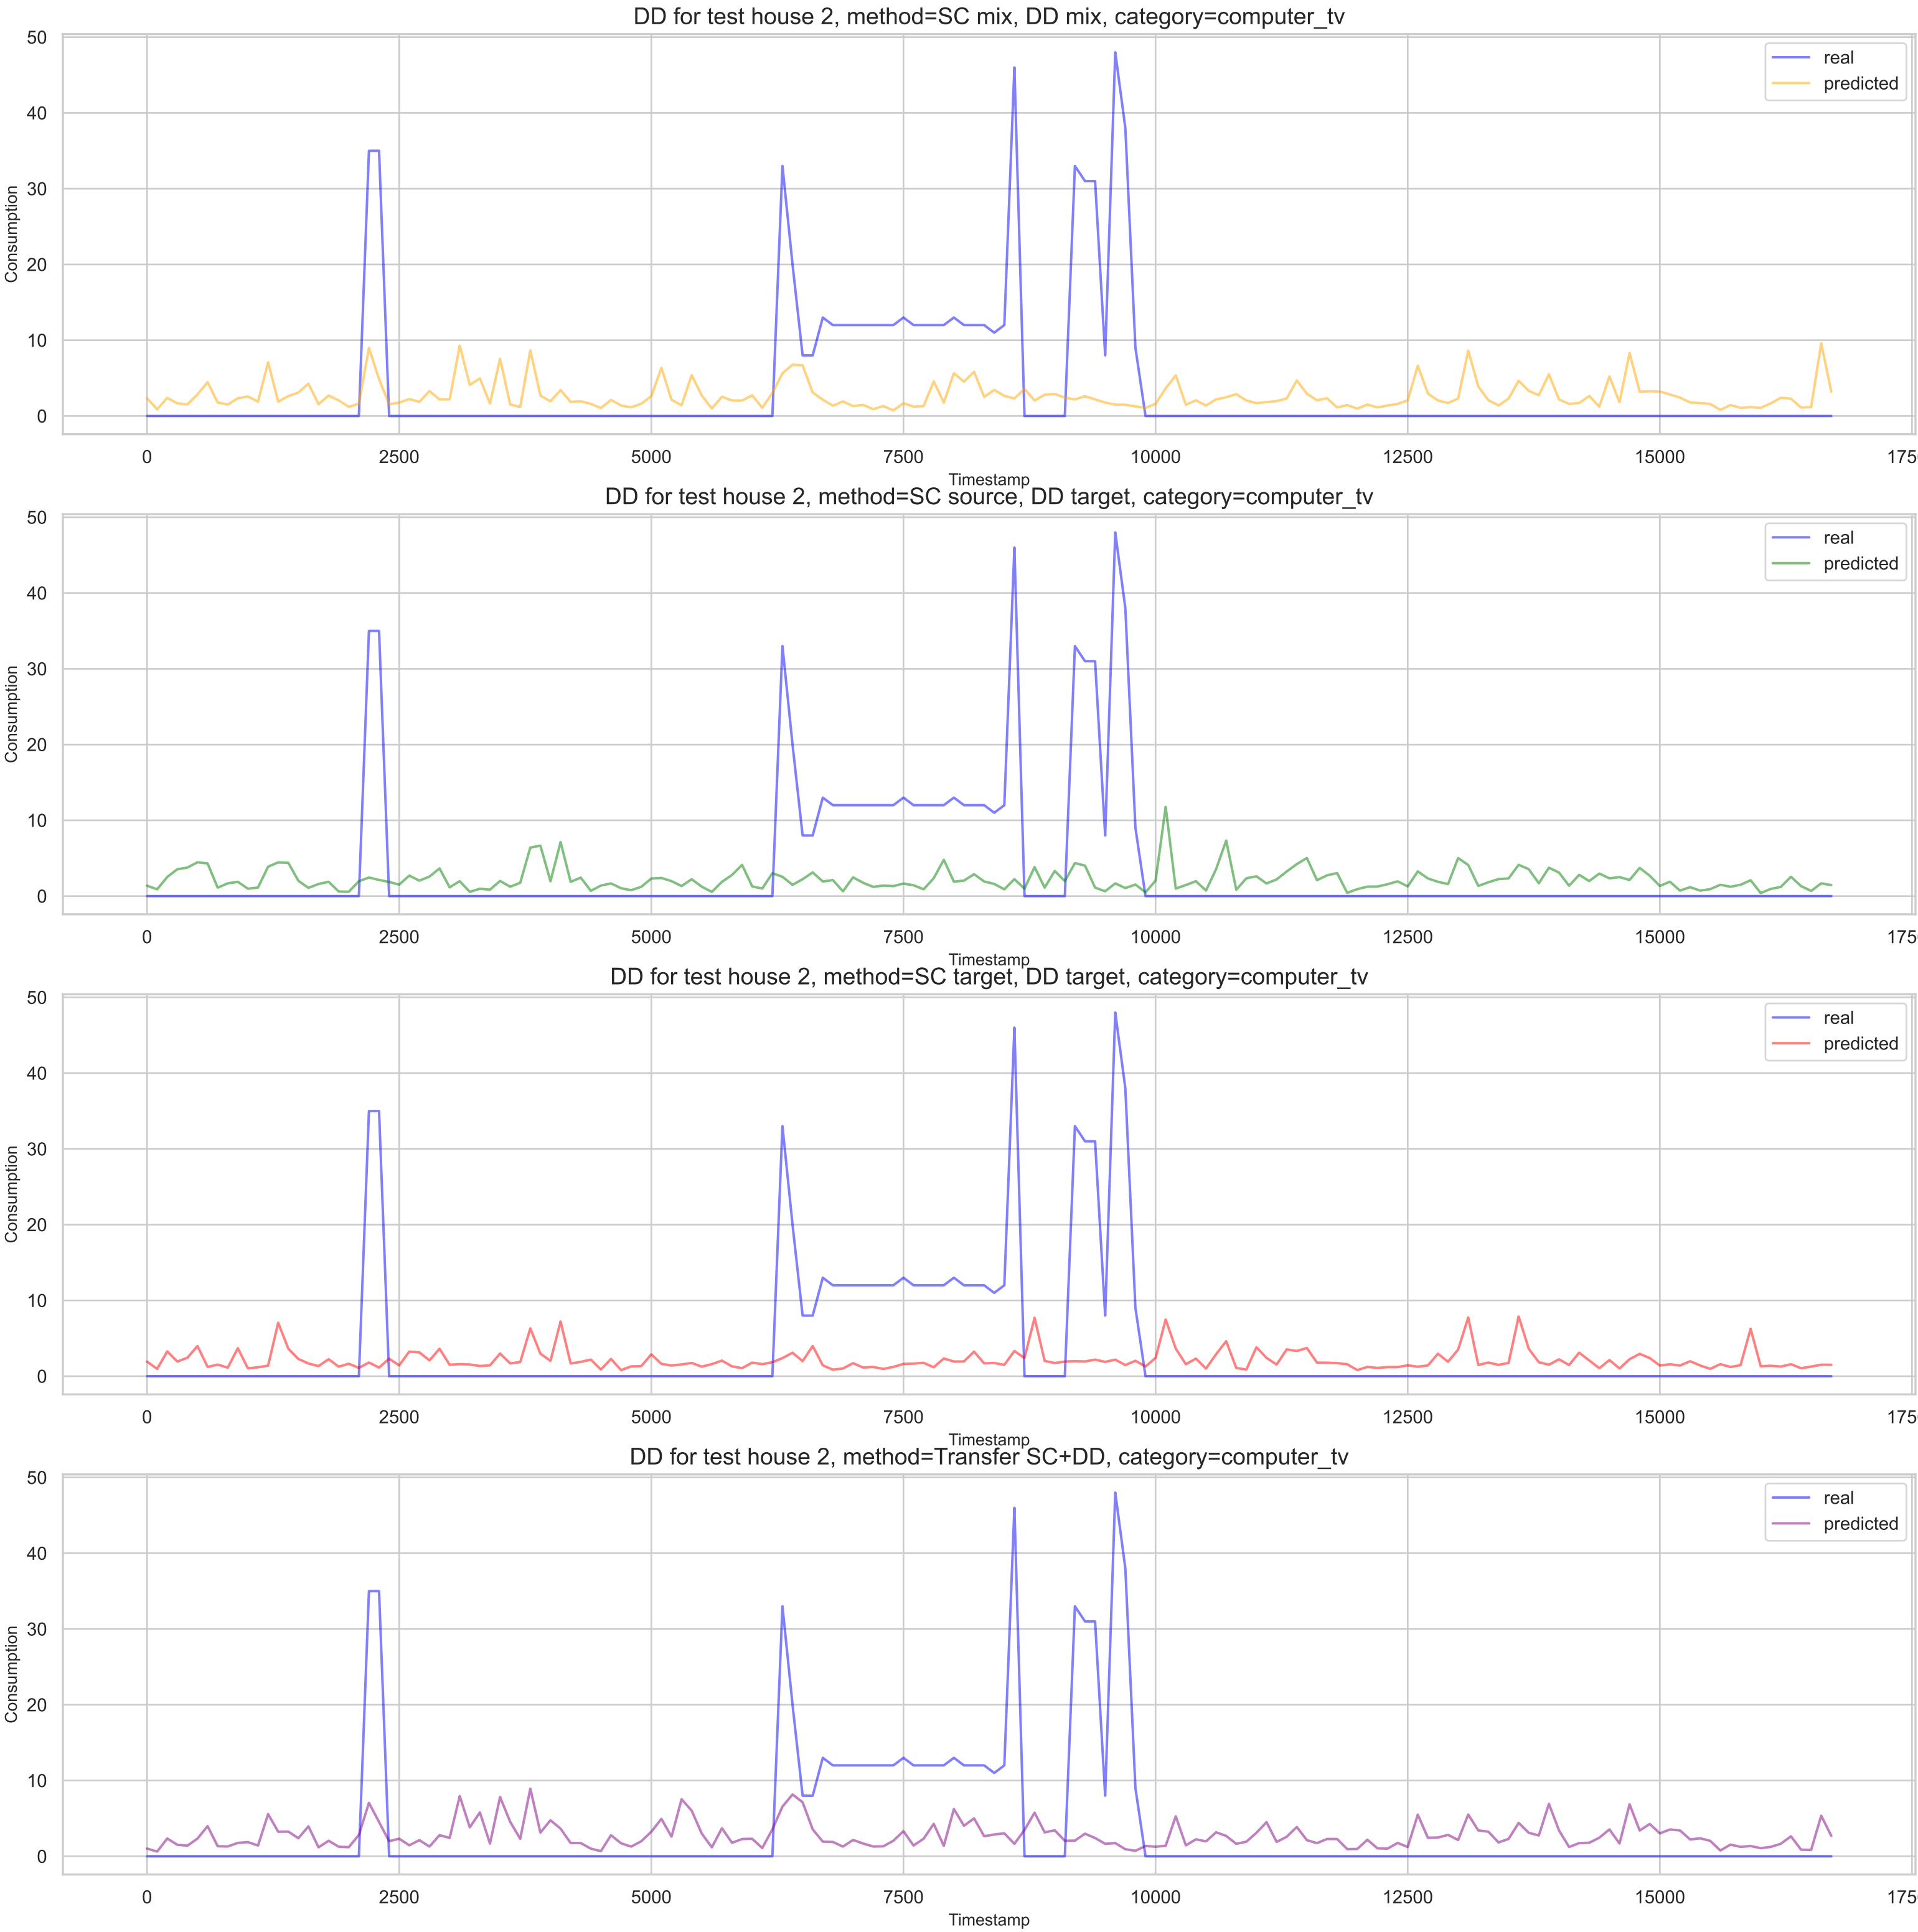 DD for test house 2, method=SC mix, DD mix, category=computer_tv
50
40
30
20
10
0
Consumption
real
predicted
0 2500 5000 7500 10000 12500 15000 175
Timestamp
DD for test house 2, method=SC source, DD target, category=computer_tv
50
40
30
20
10
0
Consumption
real
predicted
0 2500 5000 7500 10000 12500 15000 175
Timestamp
DD for test house 2, method=SC target, DD target, category=computer_tv
50
40
30
20
10
0
Consumption
real
predicted
0 2500 5000 7500 10000 12500 15000 175
Timestamp
DD for test house 2, method=Transfer SC+DD, category=computer_tv
50
40
30
20
10
0
Consumption
real
predicted
0 2500 5000 7500 10000 12500 15000 175
Timestamp